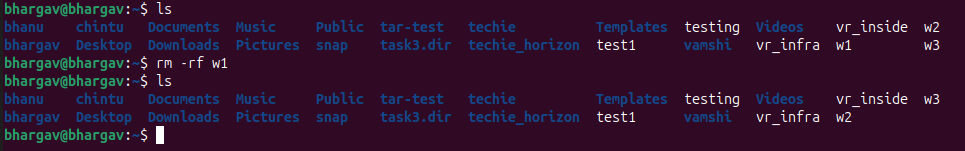 bhargav@bhargav:~$ ls
bhanu chintu Documents Music Public tar-test techie Templates testing Videos vr_inside w2
bhargav Desktop Downloads Pictures snap task3.dir techie_horizon test1 vamshi vr_infra w1 w3
bhargav@bhargav:~$ rm -rf w1
bhargav@bhargav:~$ ls
bhanu chintu Documents Music Public tar-test techie Templates testing Videos vr_inside w3
bhargav Desktop Downloads Pictures snap task3.dir techie_horizon test1 vamshi vr_infra w2
bhargav@bhargav:~$